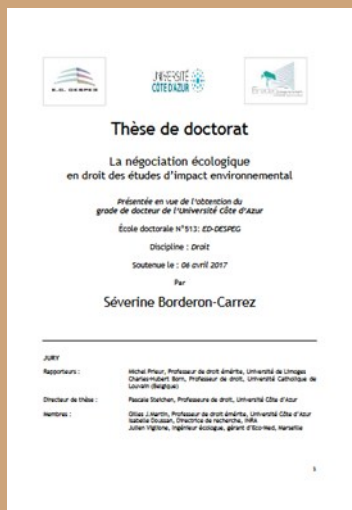 E.D. DESPEG
UNIVERSITÉ
CÔTE D'AZUR
Thèse de doctorat
La négociation écologique
en droit des études d'impact environnemental
Présentée en vue de l'obtention du
grade de docteur de l'Université Côte d'Azur
École doctorale N°513: ED-DESPEG
Discipline : Droit
Soutenue le : 06 avril 2017
Par
Séverine Borderon-Carrez
JURY
Rapporteurs : Michel Prieur, Professeur de droit émérite, Université de Limoges
Charles-Hubert Born, Professeur de droit, Université Catholique de
Louvain (Belgique)
Directeur de thèse : Pascale Steichen, Professeure de droit, Université Côte d'Azur
Membres : Gilles J.Martin, Professeur de droit émérite, Université Côte d'Azur
Isabelle Doussan, Directrice de recherche, INRA
Julien Viglione, Ingénieur écologue, gérant d'Eco-Med, Marseille